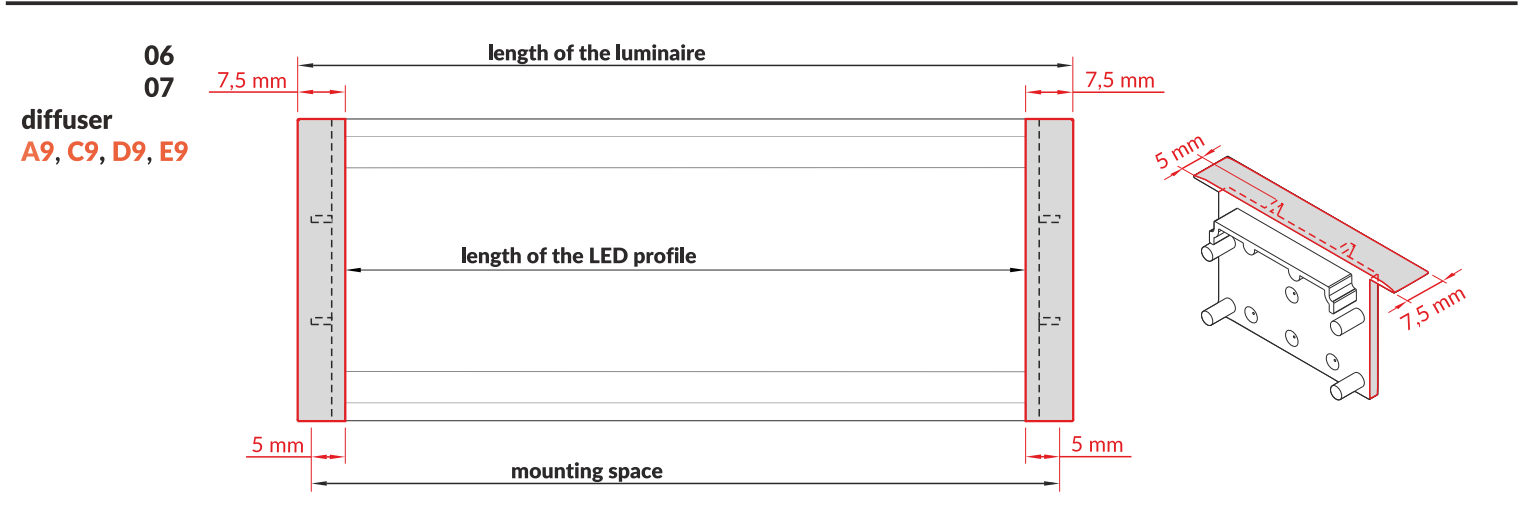 06
07
diffuser
A9, C9, D9, E9
length of the luminaire
7,5 mm
7,5 mm
length of the LED profile
5 mm
5 mm
mounting space
5 mm
7,5 mm